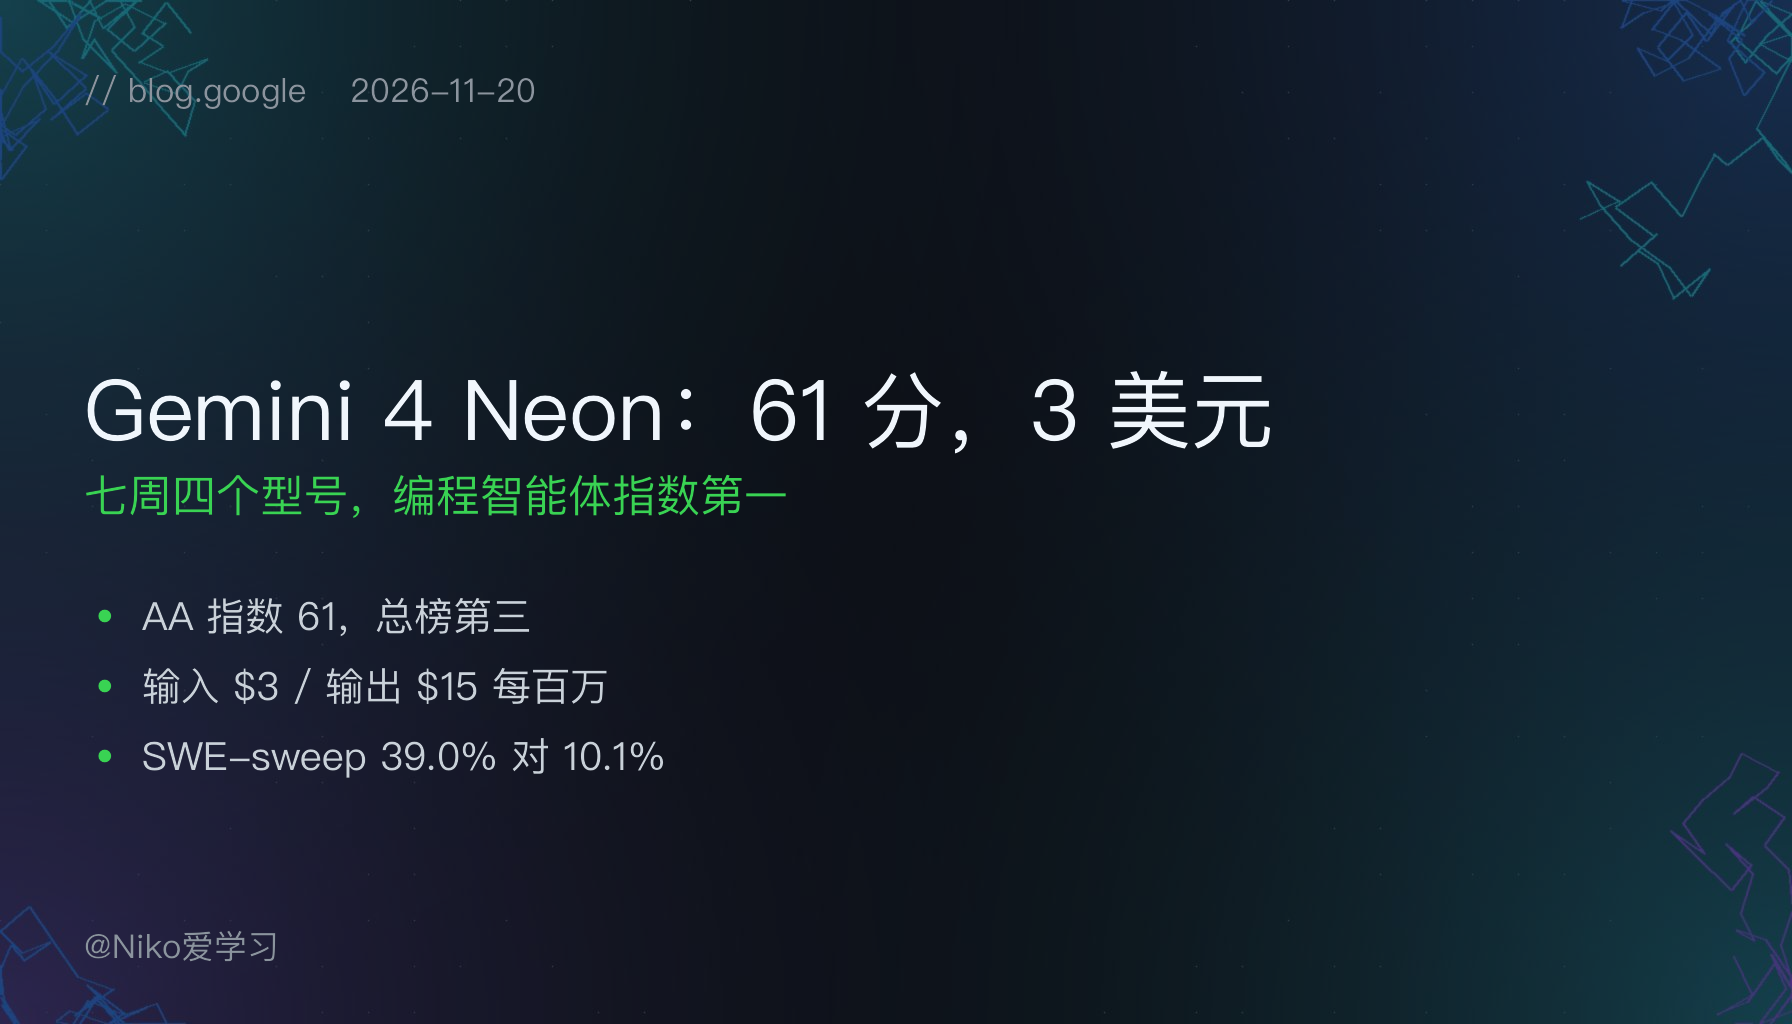 // blog.google 2026-11-20
Gemini 4 Neon：61 分，3 美元
七周四个型号，编程智能体指数第一
• AA 指数 61，总榜第三
• 输入 $3 / 输出 $15 每百万
• SWE-sweep 39.0% 对 10.1%
@Niko爱学习